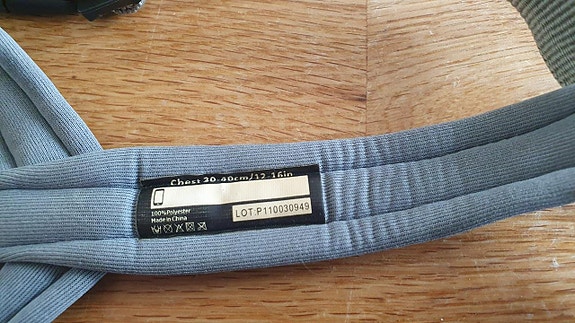 Chest 30-40cm/12-16in
100%Polyester
Made in China
LOT:P110030949